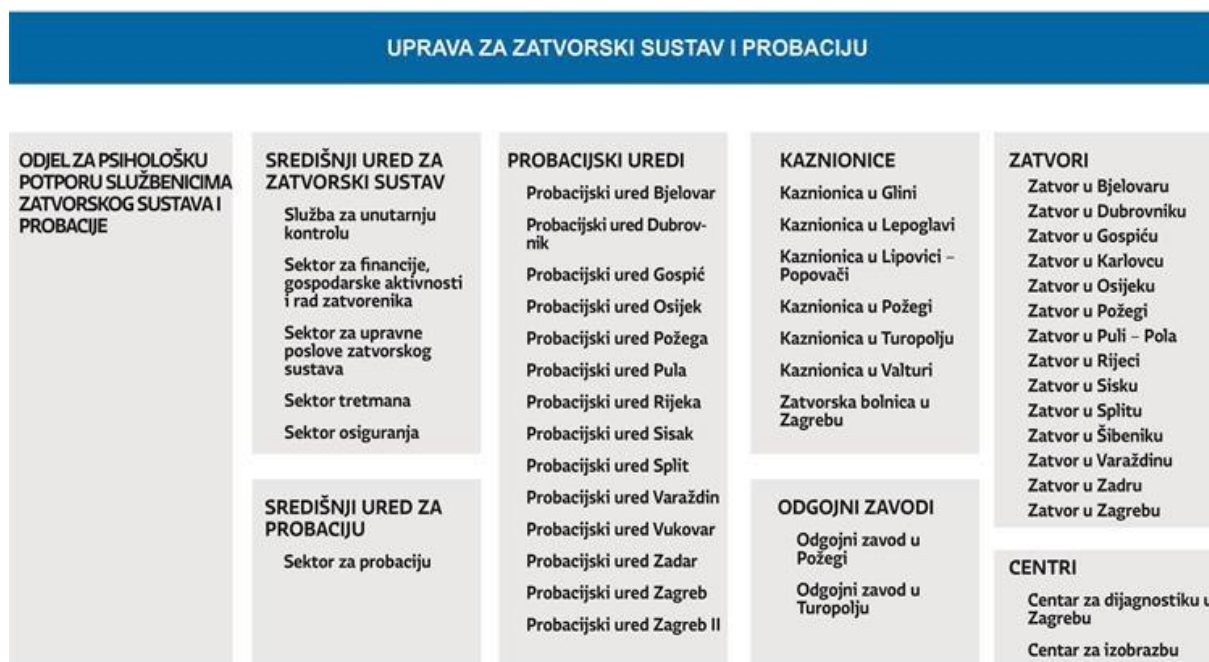 UPRAVA ZA ZATVORSKI SUSTAV I PROBACIJU
ODJEL ZA PSIHOLOŠKU
POTPORU SLUŽBENICIMA
ZATVORSKOG SUSTAVA I
PROBACIJE
SREDIŠNJI URED ZA
ZATVORSKI SUSTAV
Služba za unutarnju
kontrolu
Sektor za financije,
gospodarske aktivnosti
i rad zatvorenika
Sektor za upravne
poslove zatvorskog
sustava
Sektor tretmana
Sektor osiguranja
SREDIŠNJI URED ZA
PROBACIJU
Sektor za probaciju
PROBACIJSKI UREDI
Probacijski ured Bjelovar
Probacijski ured Dubrov-
nik
Probacijski ured Gospić
Probacijski ured Osijek
Probacijski ured Požega
Probacijski ured Pula
Probacijski ured Rijeka
Probacijski ured Sisak
Probacijski ured Split
Probacijski ured Varaždin
Probacijski ured Vukovar
Probacijski ured Zadar
Probacijski ured Zagreb
Probacijski ured Zagreb II
KAZNIONICE
Kaznionica u Glini
Kaznionica u Lepoglavi
Kaznionica u Lipovici –
Popovači
Kaznionica u Požegi
Kaznionica u Turopolju
Kaznionica u Valturi
Zatvorska bolnica u
Zagrebu
ODGOJNI ZAVODI
Odgojni zavod u
Požegi
Odgojni zavod u
Turopolju
ZATVORI
Zatvor u Bjelovaru
Zatvor u Dubrovniku
Zatvor u Gospiću
Zatvor u Karlovcu
Zatvor u Osijeku
Zatvor u Požegi
Zatvor u Puli – Pola
Zatvor u Rijeci
Zatvor u Sisku
Zatvor u Splitu
Zatvor u Šibeniku
Zatvor u Varaždinu
Zatvor u Zadru
Zatvor u Zagrebu
CENTRI
Centar za dijagnostiku u
Zagrebu
Centar za izobrazbu